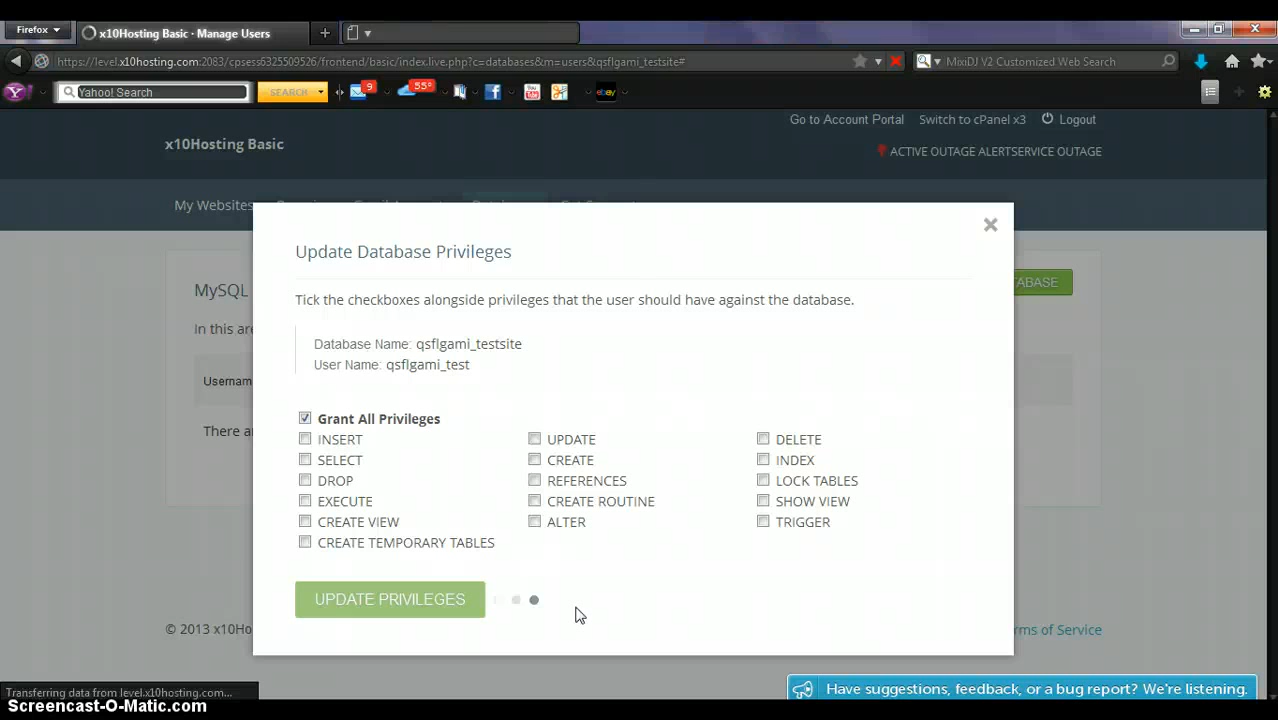 Firefox
x10Hosting Basic - Manage Users
https://level.x10hosting.com:2083/cpsess6325509526/frontend/basic/index.live.php?c=databases&m=users&qsflgami_testsite#
MixiDJ V2 Customized Web Search
Yahoo! Search
SEARCH
9
55°
f
You Tube
ebay
Go to Account Portal
Switch to cPanel x3
Logout
x10Hosting Basic
ACTIVE OUTAGE ALERTSERVICE OUTAGE
My Websites
Update Database Privileges
MySQL
TABASE
Tick the checkboxes alongside privileges that the user should have against the database.
In this are
Database Name: qsflgami_testsite
User Name: qsflgami_test
Usernam
Grant All Privileges
There a
INSERT UPDATE DELETE
SELECT CREATE INDEX
DROP REFERENCES LOCK TABLES
EXECUTE CREATE ROUTINE SHOW VIEW
CREATE VIEW ALTER TRIGGER
CREATE TEMPORARY TABLES
UPDATE PRIVILEGES
© 2013 x10Ho
rms of Service
Transferring data from level.x10hosting.com...
Have suggestions, feedback, or a bug report? We're listening.
Screencast-O-Matic.com